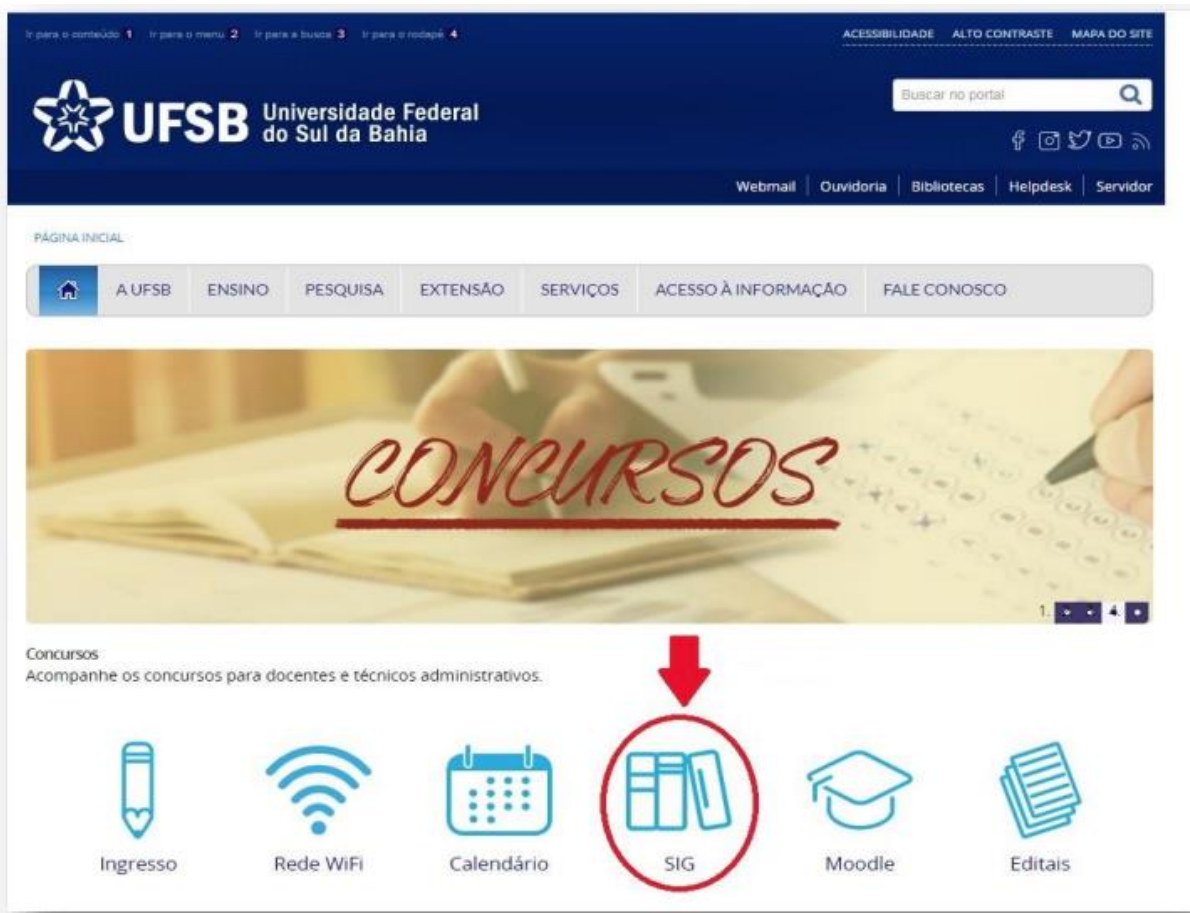 Ir para o conteúdo 1 Ir para o menu 2 Ir para a busca 3 Ir para o rodapé 4
ACESSIBILIDADE ALTO CONTRASTE MAPA DO SITE
Buscar no portal
UFSB Universidade Federal
do Sul da Bahia
Webmail Ouvidoria Bibliotecas Helpdesk Servidor
PÁGINA INICIAL
A UFSB ENSINO PESQUISA EXTENSÃO SERVIÇOS ACESSO À INFORMAÇÃO FALE CONOSCO
CONCURSOS
1. 4.
Concursos
Acompanhe os concursos para docentes e técnicos administrativos.
Ingresso Rede WiFi Calendário SIG Moodle Editais